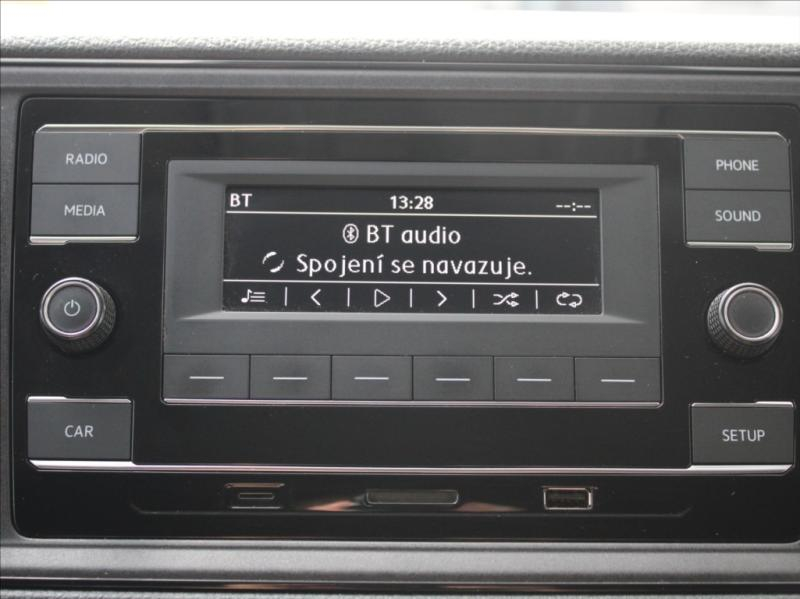 RADIO
MEDIA
PHONE
SOUND
BT 13:28 --:--
BT audio
Spojení se navazuje.
CAR
SETUP